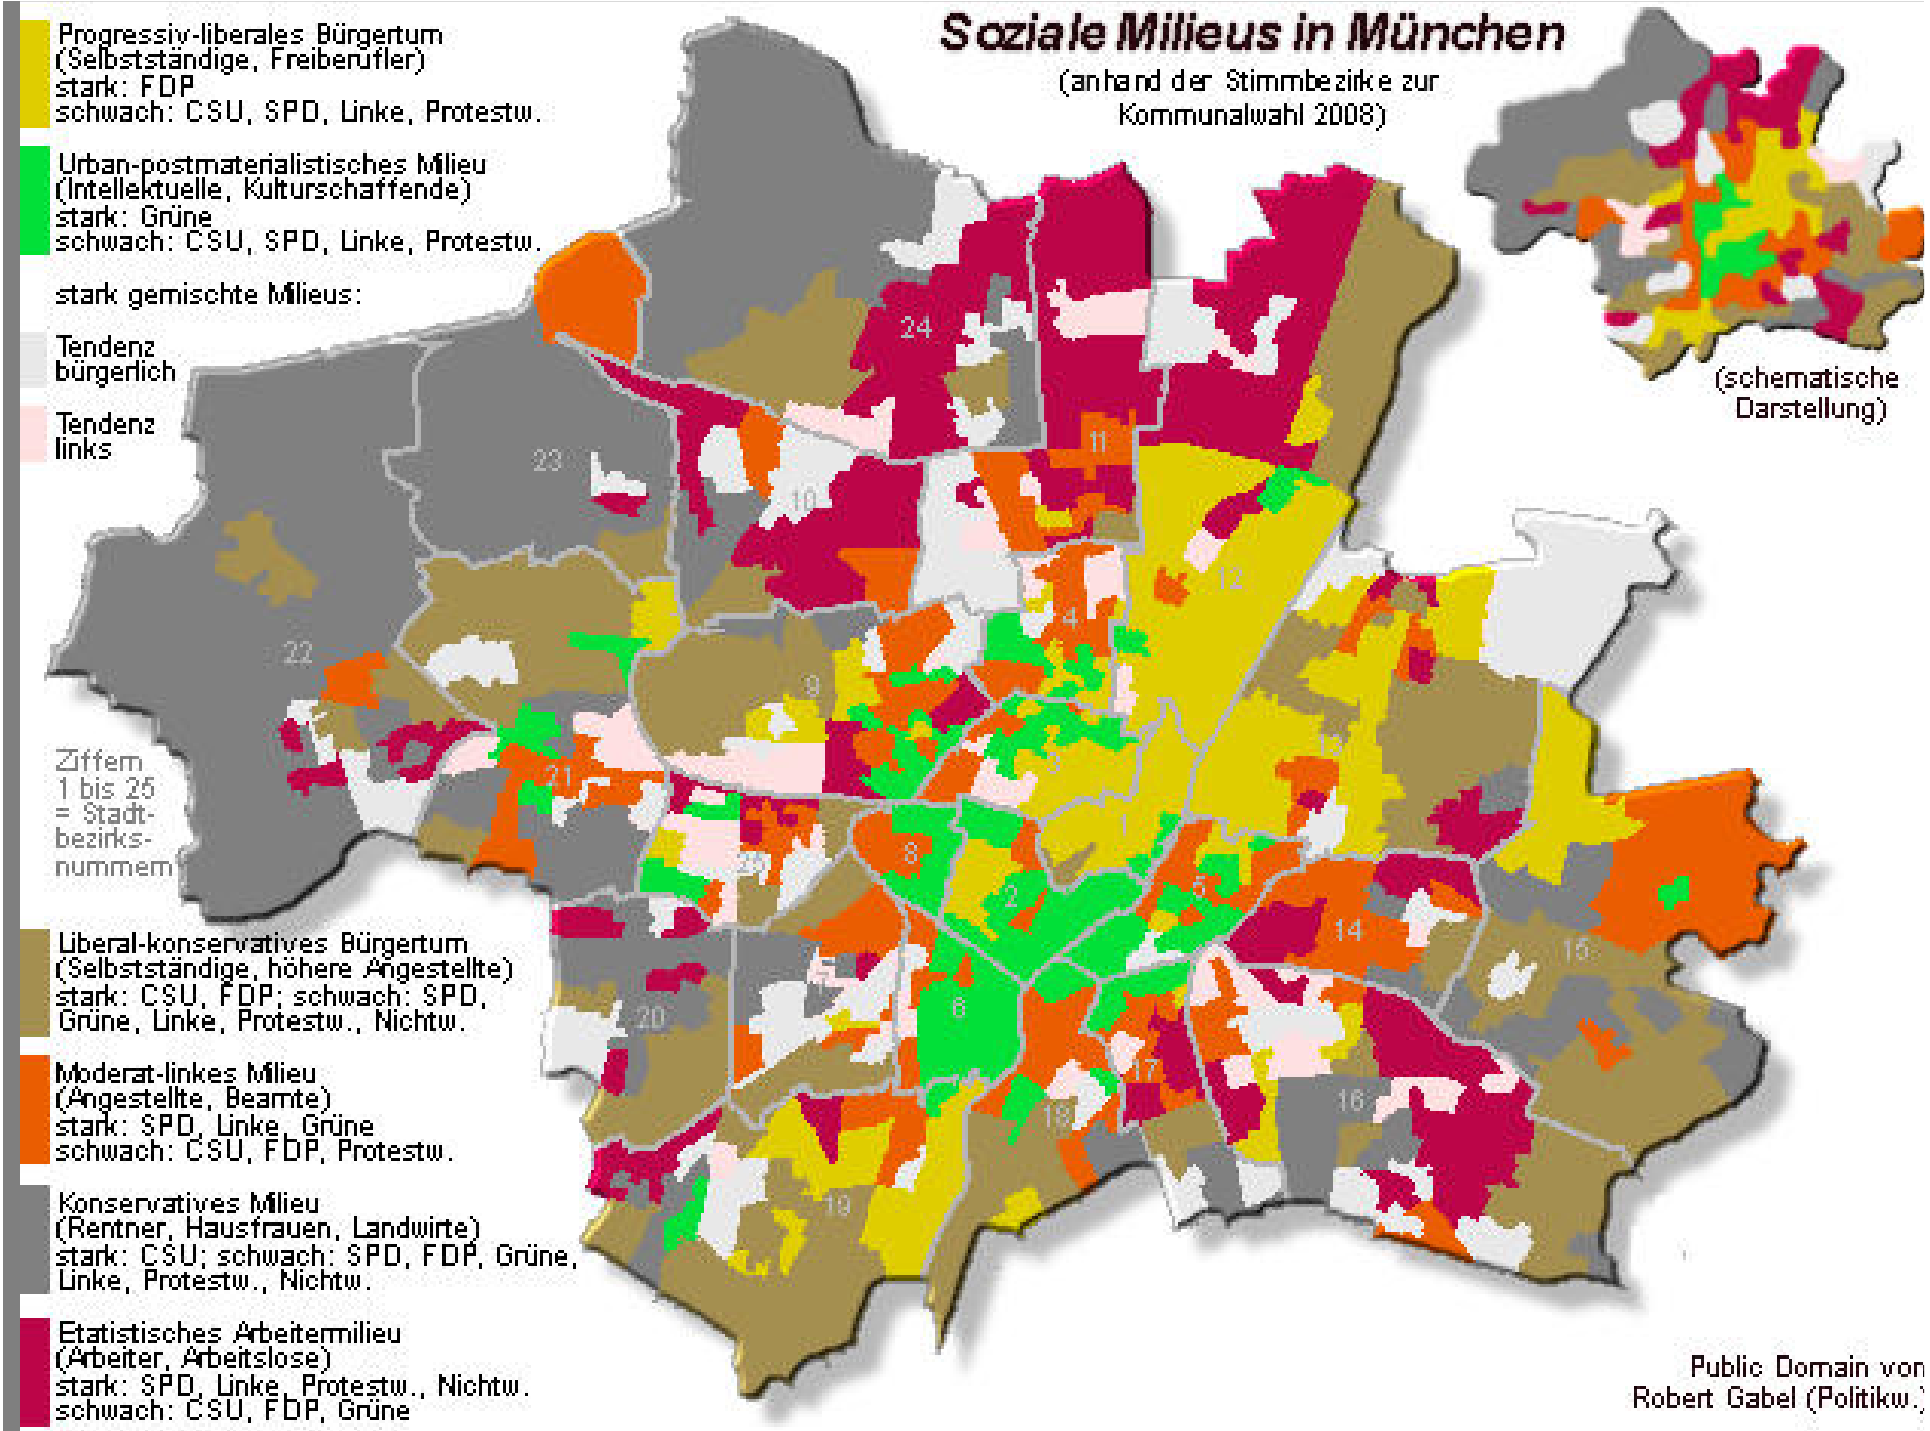 Soziale Milieus in München
(anhand der Stimmbezirke zur
Kommunalwahl 2008)
(schematische
Darstellung)
Progressiv-liberales Bürgertum
(Selbstständige, Freiberufler)
stark: FDP
schwach: CSU, SPD, Linke, Protestw.
Urban-postmaterialistisches Milieu
(Intellektuelle, Kulturschaffende)
stark: Grüne
schwach: CSU, SPD, Linke, Protestw.
stark gemischte Milieus:
Tendenz
bürgerlich
Tendenz
links
Ziffern
1 bis 25
= Stadt-
bezirks-
nummern
Liberal-konservatives Bürgertum
(Selbstständige, höhere Angestellte)
stark: CSU, FDP; schwach: SPD,
Grüne, Linke, Protestw., Nichtw.
Moderat-linkes Milieu
(Angestellte, Beamte)
stark: SPD, Linke, Grüne
schwach: CSU, FDP, Protestw.
Konservatives Milieu
(Rentner, Hausfrauen, Landwirte)
stark: CSU; schwach: SPD, FDP, Grüne,
Linke, Protestw., Nichtw.
Etatistisches Arbeitermilieu
(Arbeiter, Arbeitslose)
stark: SPD, Linke, Protestw., Nichtw.
schwach: CSU, FDP, Grüne
24
11
23
10
12
4
22
9
3
13
21
1
25
8
2
5
14
15
20
6
7
17
18
16
19
Public Domain von
Robert Gabel (Politikw.)